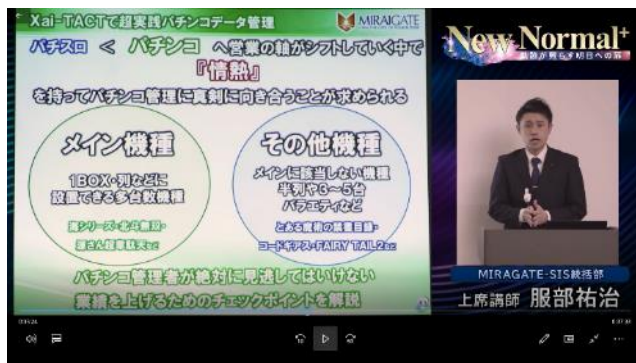 Xai-TACTで超実践パチンコデータ管理
MIRAIGATE
パチスロ < パチンコ へ営業の軸がシフトしていく中で
『情熱』
を持ってパチンコ管理に真剣に向き合うことが求められる
メイン機種
1BOX・列などに
設置できる多台数機種
海シリーズ・北斗無双・
その他機種
メインに該当しない機種
半列や3~5台
バラエティなど
とある魔術の禁書目録・
コードギアス・FAIRY TAIL2など
パチンコ管理者が絶対に見逃してはいけない
業績を上げるためのチェックポイントを解説
New Normal+
MIRAGATE-SIS統括部
上席講師 服部祐治